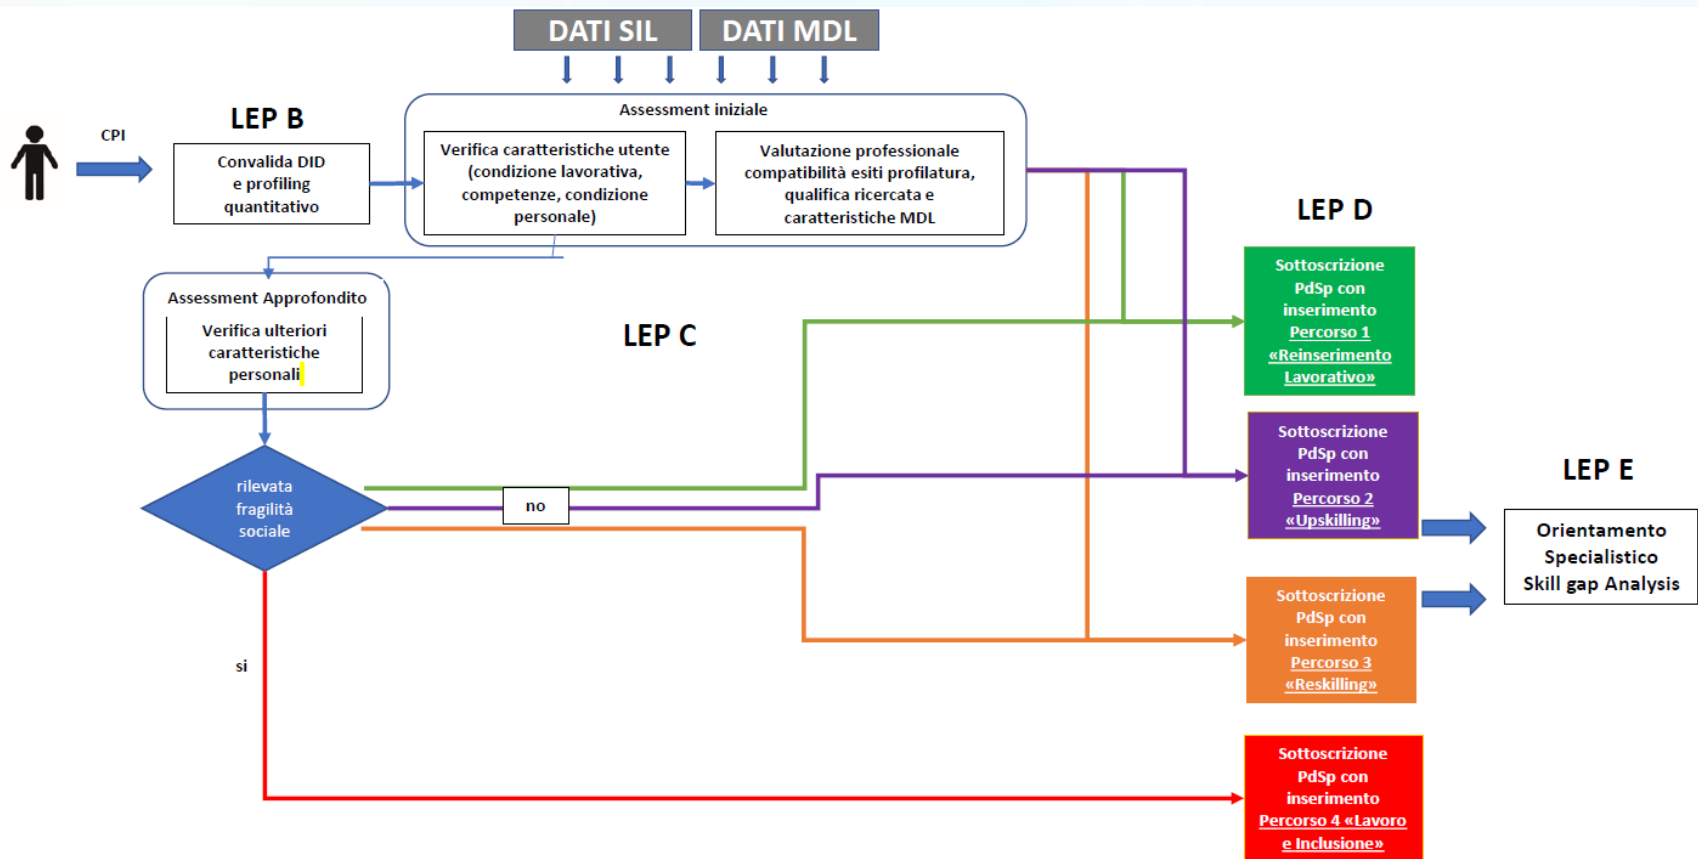 DATI SIL
DATI MDL
CPI
LEP B
Convalida DID
e profiling
quantitativo
Assessment iniziale
Verifica caratteristiche utente
(condizione lavorativa,
competenze, condizione
personale)
Valutazione professionale
compatibilità esiti profilatura,
qualifica ricercata e
caratteristiche MDL
Assessment Approfondito
Verifica ulteriori
caratteristiche
personali
LEP C
rilevata
fragilità
sociale
no
si
LEP D
Sottoscrizione
PdSp con
inserimento
Percorso 1
«Reinserimento
Lavorativo»
Sottoscrizione
PdSp con
inserimento
Percorso 2
«Upskilling»
Sottoscrizione
PdSp con
inserimento
Percorso 3
«Reskilling»
Sottoscrizione
PdSp con
inserimento
Percorso 4 «Lavoro
e Inclusione»
LEP E
Orientamento
Specialistico
Skill gap Analysis